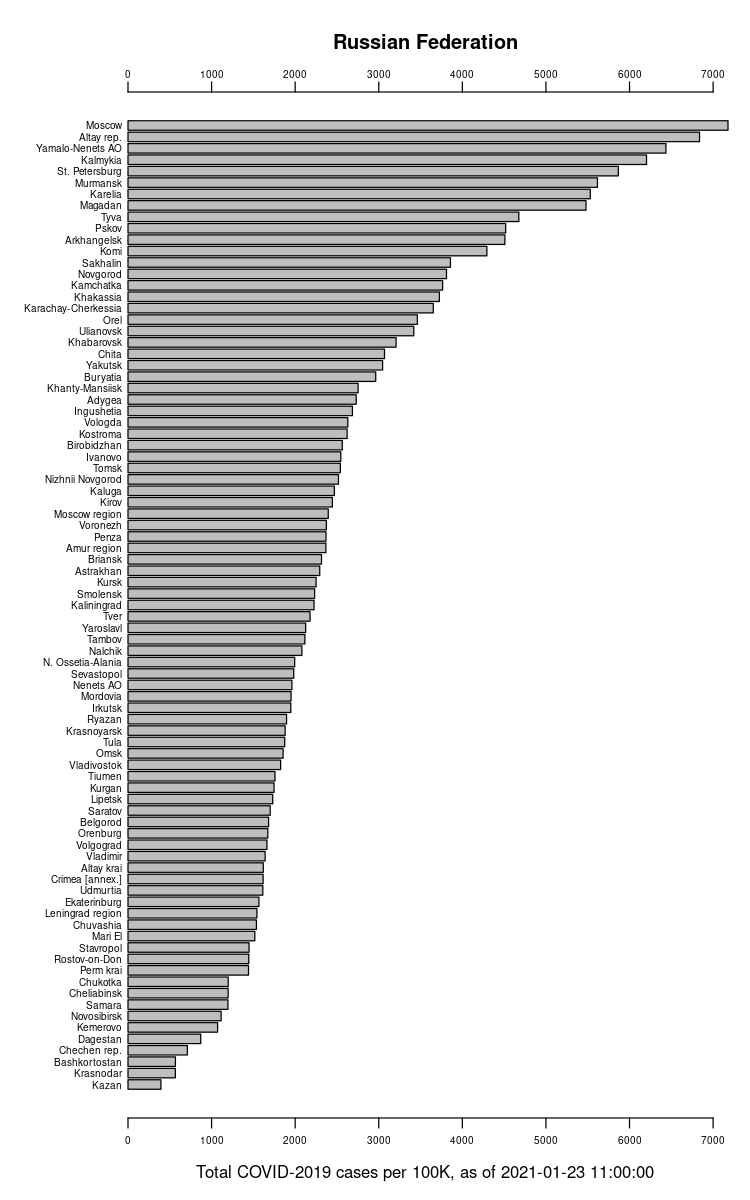 Russian Federation
0 1000 2000 3000 4000 5000 6000 7000
Moscow
Altay rep.
Yamalo-Nenets AO
Kalmykia
St. Petersburg
Murmansk
Karelia
Magadan
Tyva
Pskov
Arkhangelsk
Komi
Sakhalin
Novgorod
Kamchatka
Khakassia
Karachay-Cherkessia
Orel
Ulianovsk
Khabarovsk
Chita
Yakutsk
Buryatia
Khanty-Mansiisk
Adygea
Ingushetia
Vologda
Kostroma
Birobidzhan
Ivanovo
Tomsk
Nizhnii Novgorod
Kaluga
Kirov
Moscow region
Voronezh
Penza
Amur region
Briansk
Astrakhan
Kursk
Smolensk
Kaliningrad
Tver
Yaroslavl
Tambov
Nalchik
N. Ossetia-Alania
Sevastopol
Nenets AO
Mordovia
Irkutsk
Ryazan
Krasnoyarsk
Tula
Omsk
Vladivostok
Tiumen
Kurgan
Lipetsk
Saratov
Belgorod
Orenburg
Volgograd
Vladimir
Altay krai
Crimea [annex.]
Udmurtia
Ekaterinburg
Leningrad region
Chuvashia
Mari El
Stavropol
Rostov-on-Don
Perm krai
Chukotka
Cheliabinsk
Samara
Novosibirsk
Kemerovo
Dagestan
Chechen rep.
Bashkortostan
Krasnodar
Kazan
0 1000 2000 3000 4000 5000 6000 7000
Total COVID-2019 cases per 100K, as of 2021-01-23 11:00:00